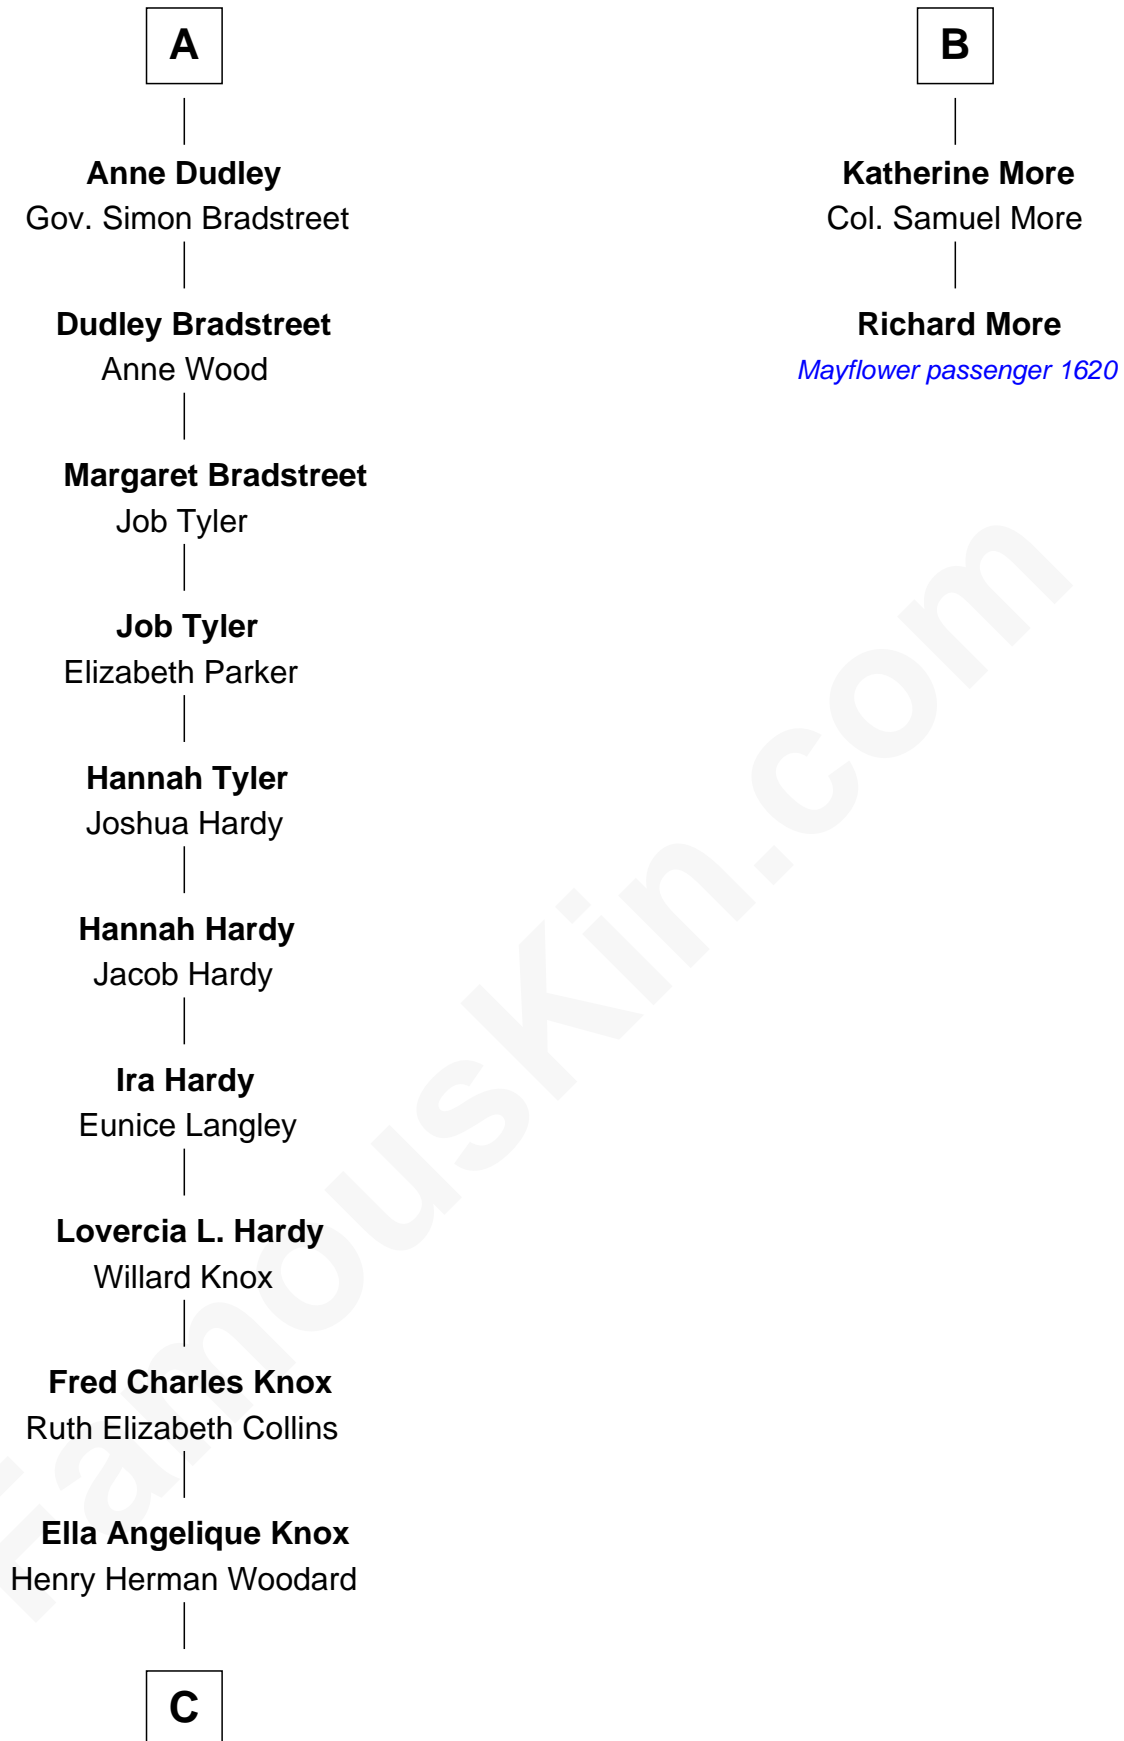 A
Anne Dudley
Gov. Simon Bradstreet
Dudley Bradstreet
Anne Wood
Margaret Bradstreet
Job Tyler
Job Tyler
Elizabeth Parker
Hannah Tyler
Joshua Hardy
Hannah Hardy
Jacob Hardy
Ira Hardy
Eunice Langley
Lovercia L. Hardy
Willard Knox
Fred Charles Knox
Ruth Elizabeth Collins
Ella Angelique Knox
Henry Herman Woodard
C
B
Katherine More
Col. Samuel More
Richard More
Mayflower passenger 1620
FamousKin.com